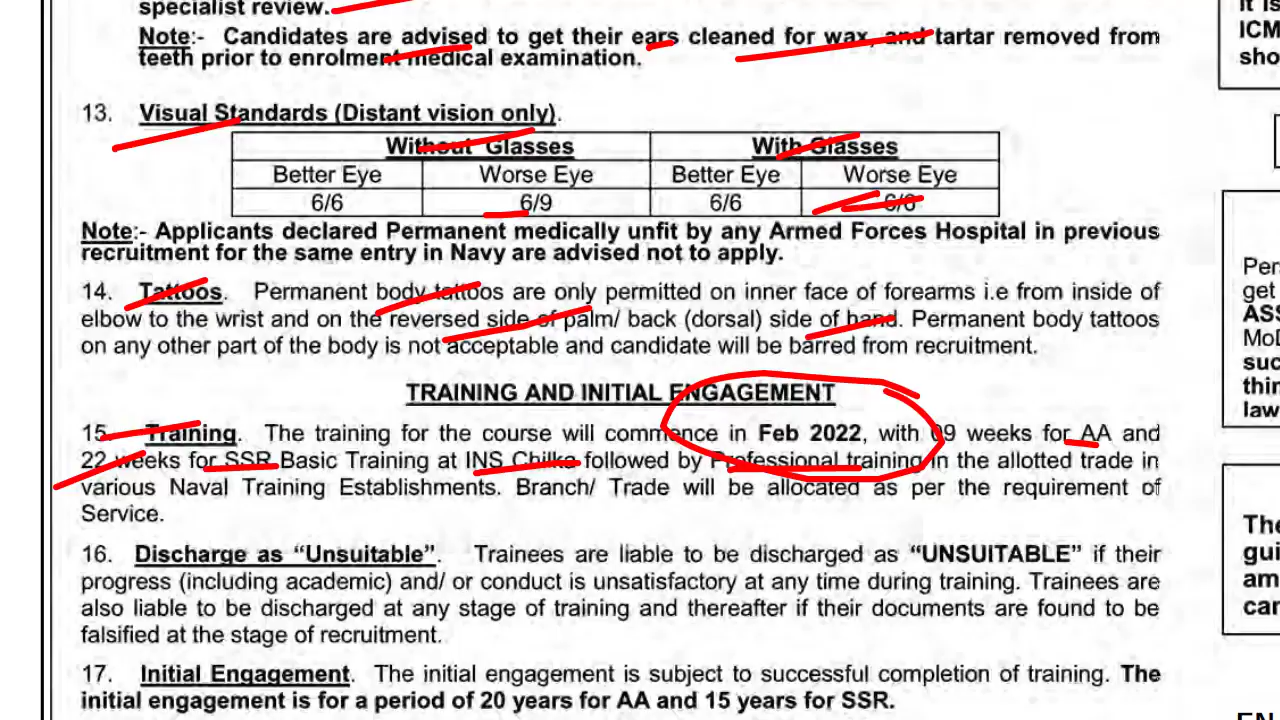 specialist review.
Note:- Candidates are advised to get their ears cleaned for wax, and tartar removed from
teeth prior to enrolment medical examination.
13. Visual Standards (Distant vision only).
Without Glasses With Glasses
Better Eye Worse Eye Better Eye Worse Eye
6/6 6/9 6/6 6/6
Note:- Applicants declared Permanent medically unfit by any Armed Forces Hospital in previous
recruitment for the same entry in Navy are advised not to apply.
14. Tattoos. Permanent body tattoos are only permitted on inner face of forearms i.e from inside of
elbow to the wrist and on the reversed side of palm/ back (dorsal) side of hand. Permanent body tattoos
on any other part of the body is not acceptable and candidate will be barred from recruitment.
TRAINING AND INITIAL ENGAGEMENT
15. Training. The training for the course will commence in Feb 2022, with 09 weeks for AA and
22 weeks for SSR Basic Training at INS Chilka followed by Professional training in the allotted trade in
various Naval Training Establishments. Branch/ Trade will be allocated as per the requirement of
Service.
16. Discharge as “Unsuitable”. Trainees are liable to be discharged as “UNSUITABLE” if their
progress (including academic) and/ or conduct is unsatisfactory at any time during training. Trainees are
also liable to be discharged at any stage of training and thereafter if their documents are found to be
falsified at the stage of recruitment.
17. Initial Engagement. The initial engagement is subject to successful completion of training. The
initial engagement is for a period of 20 years for AA and 15 years for SSR.
It is
ICM
sho
Per
get
ASS
suc
thin
law
The
gui
am
can